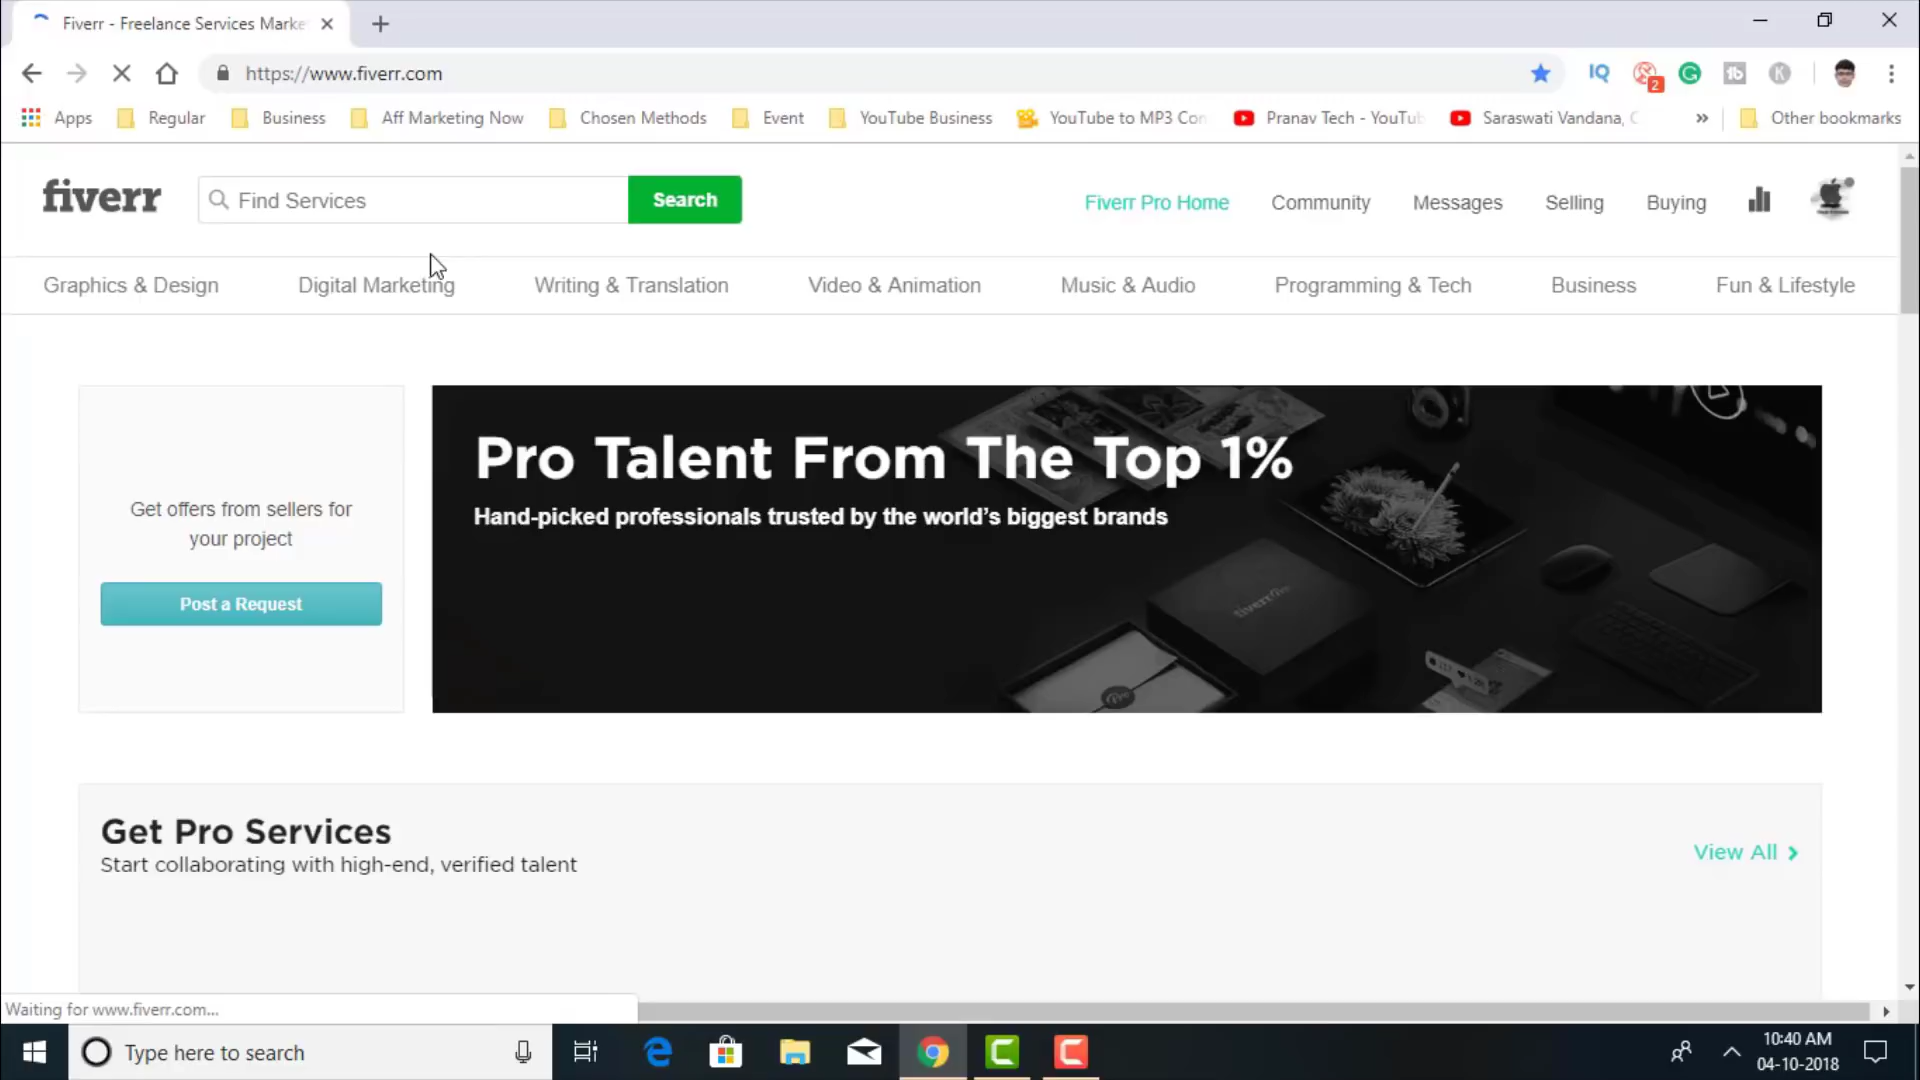 Fiverr - Freelance Services Marke
https://www.fiverr.com
IQ
2
Apps
Regular
Business
Aff Marketing Now
Chosen Methods
Event
YouTube Business
YouTube to MP3 Con
Pranav Tech - YouTub
Saraswati Vandana,
»
Other bookmarks
fiverr
Find Services
Search
Fiverr Pro Home
Community
Messages
Selling
Buying
Graphics & Design
Digital Marketing
Writing & Translation
Video & Animation
Music & Audio
Programming & Tech
Business
Fun & Lifestyle
Get offers from sellers for
your project
Post a Request
Pro Talent From The Top 1%
Hand-picked professionals trusted by the world's biggest brands
Get Pro Services
Start collaborating with high-end, verified talent
View All
Waiting for www.fiverr.com...
Type here to search
10:40 AM
04-10-2018